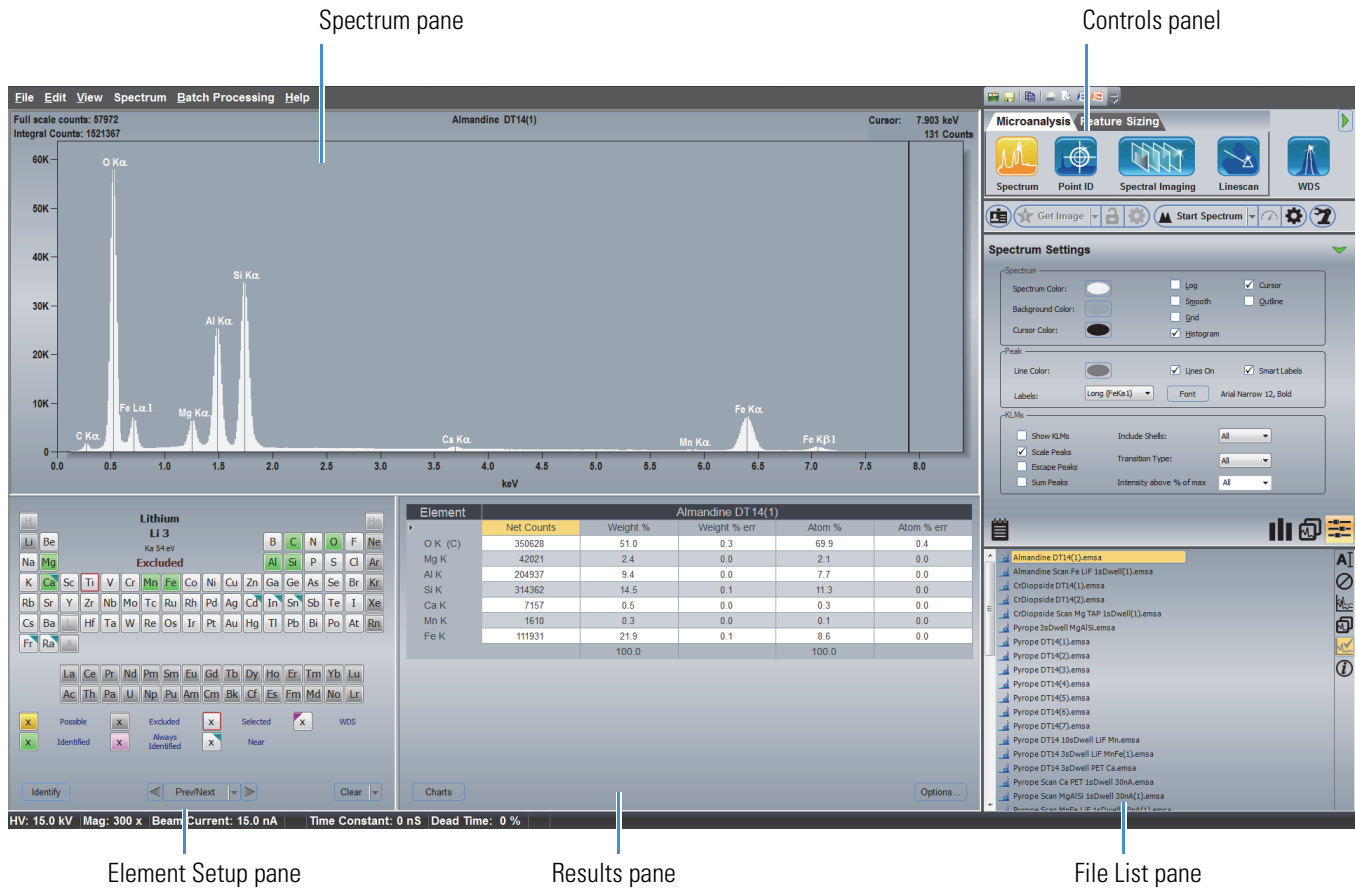 Spectrum pane
Controls panel
File Edit View Spectrum Batch Processing Help
Full scale counts: 57972
Integral Counts: 1521367
Almandine DT14(1)
Cursor: 7.903 keV
131 Counts
60K
50K
40K
30K
20K
10K
0
O Kα
Si Kα
Al Kα
Fe Lα1
Mg Kα
C Kα
Ca Kα
Mn Kα
Fe Kα
Fe Kβ1
0.0 0.5 1.0 1.5 2.0 2.5 3.0 3.5 4.0 4.5 5.0 5.5 6.0 6.5 7.0 7.5 8.0
keV
Microanalysis Feature Sizing
Spectrum Point ID Spectral Imaging Linescan WDS
Get Image Start Spectrum
Spectrum Settings
Spectrum
Spectrum Color: Log Cursor
Background Color: Smooth Outline
Grid
Cursor Color: Histogram
Peak
Line Color: Lines On Smart Labels
Labels: Long (FeKa1) Font Arial Narrow 12, Bold
KLMs
Show KLMs Include Shells: All
Scale Peaks
Escape Peaks Transition Type: All
Sum Peaks Intensity above % of max All
Lithium
Li 3
Ka 54 eV
Excluded
H He
Li Be B C N O F Ne
Na Mg Al Si P S Cl Ar
K Ca Sc Ti V Cr Mn Fe Co Ni Cu Zn Ga Ge As Se Br Kr
Rb Sr Y Zr Nb Mo Tc Ru Rh Pd Ag Cd In Sn Sb Te I Xe
Cs Ba L Hf Ta W Re Os Ir Pt Au Hg Tl Pb Bi Po At Rn
Fr Ra A
La Ce Pr Nd Pm Sm Eu Gd Tb Dy Ho Er Tm Yb Lu
Ac Th Pa U Np Pu Am Cm Bk Cf Es Fm Md No Lr
x Possible x Excluded x Selected x WDS
x Identified x Always Identified x Near
Identify Prev/Next Clear
Element Almandine DT14(1)
Net Counts Weight % Weight % err Atom % Atom % err
O K (C) 350628 51.0 0.3 69.9 0.4
Mg K 42021 2.4 0.0 2.1 0.0
Al K 204937 9.4 0.0 7.7 0.0
Si K 314362 14.5 0.1 11.3 0.0
Ca K 7157 0.5 0.0 0.3 0.0
Mn K 1610 0.3 0.0 0.1 0.0
Fe K 111931 21.9 0.1 8.6 0.0
100.0 100.0
Charts Options...
Almandine DT14(1).emsa
Almandine Scan Fe LiF 1sDwell(1).emsa
CrDiopside DT14(1).emsa
CrDiopside DT14(2).emsa
CrDiopside Scan Mg TAP 1sDwell(1).emsa
Pyrope 3sDwell MgAlSi.emsa
Pyrope DT14(1).emsa
Pyrope DT14(2).emsa
Pyrope DT14(3).emsa
Pyrope DT14(4).emsa
Pyrope DT14(5).emsa
Pyrope DT14(6).emsa
Pyrope DT14(7).emsa
Pyrope DT14 10sDwell LiF Mn.emsa
Pyrope DT14 3sDwell LiF MnFe(1).emsa
Pyrope DT14 3sDwell PET Ca.emsa
Pyrope Scan Ca PET 1sDwell 30nA.emsa
Pyrope Scan MgAlSi 1sDwell 30nA(1).emsa
Pyrope Scan MnFe LiF 1sDwell 30nA(1).emsa
HV: 15.0 kV Mag: 300 x Beam Current: 15.0 nA Time Constant: 0 nS Dead Time: 0 %
Element Setup pane
Results pane
File List pane